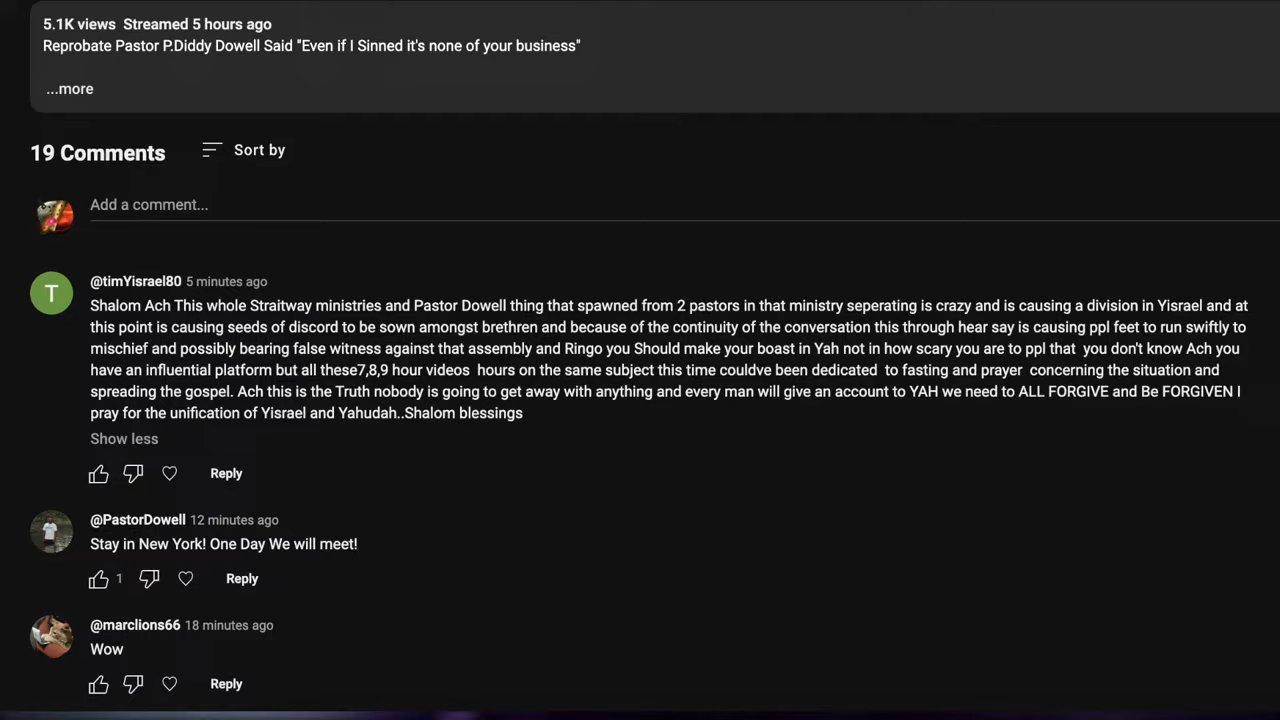 5.1K views Streamed 5 hours ago
Reprobate Pastor P.Diddy Dowell Said "Even if I Sinned it's none of your business"
...more
19 Comments Sort by
Add a comment...
T
@timYisrael80 5 minutes ago
Shalom Ach This whole Straitway ministries and Pastor Dowell thing that spawned from 2 pastors in that ministry seperating is crazy and is causing a division in Yisrael and at
this point is causing seeds of discord to be sown amongst brethren and because of the continuity of the conversation this through hear say is causing ppl feet to run swiftly to
mischief and possibly bearing false witness against that assembly and Ringo you Should make your boast in Yah not in how scary you are to ppl that you don't know Ach you
have an influential platform but all these7,8,9 hour videos hours on the same subject this time couldve been dedicated to fasting and prayer concerning the situation and
spreading the gospel. Ach this is the Truth nobody is going to get away with anything and every man will give an account to YAH we need to ALL FORGIVE and Be FORGIVEN I
pray for the unification of Yisrael and Yahudah..Shalom blessings
Show less
Reply
@PastorDowell 12 minutes ago
Stay in New York! One Day We will meet!
1 Reply
@marclions66 18 minutes ago
Wow
Reply